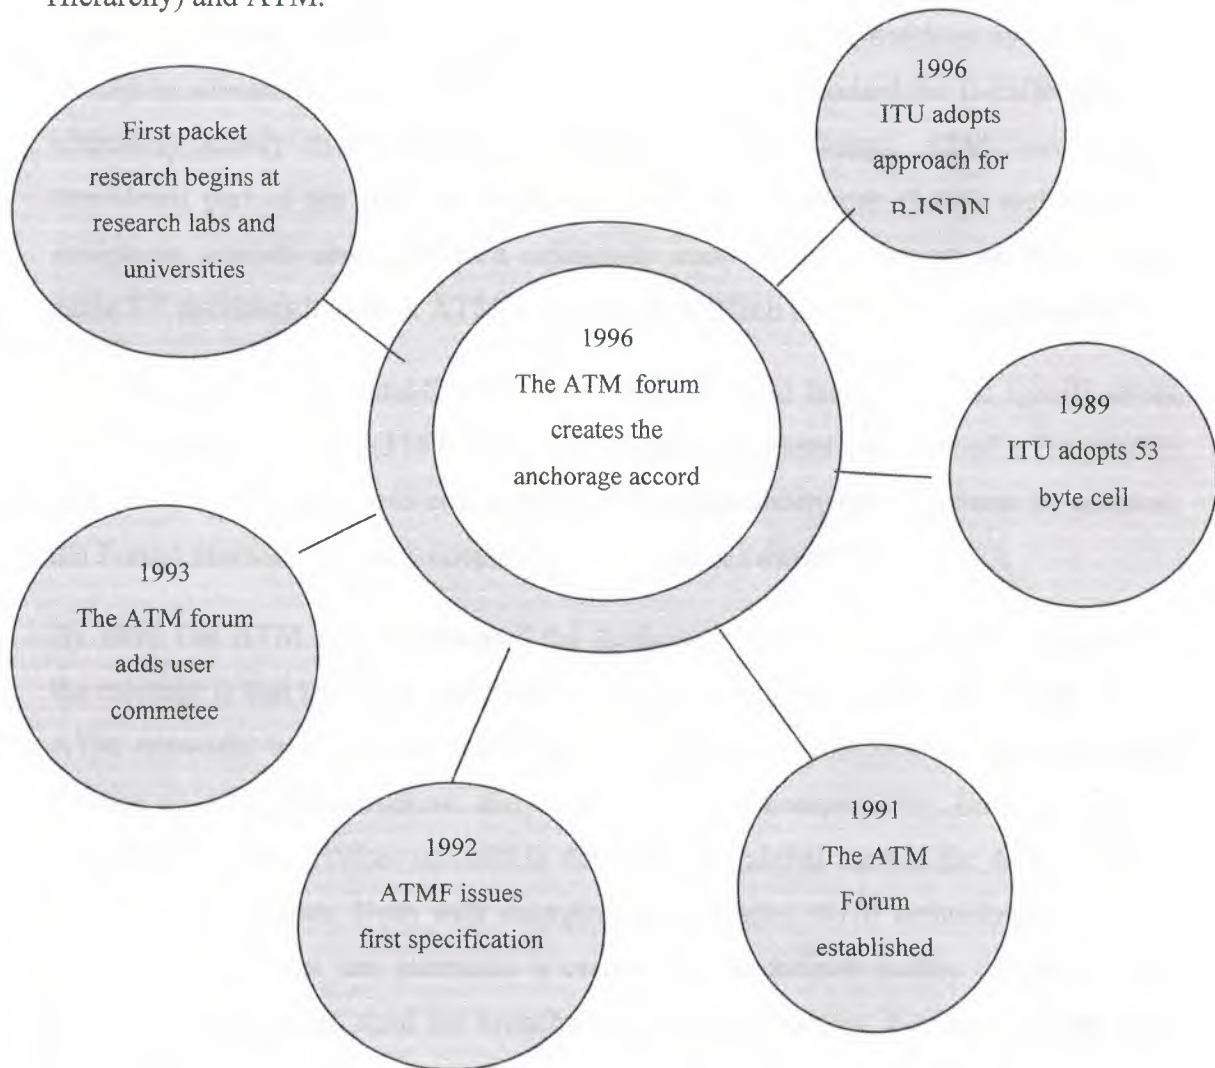 Hierarchy) and ATM.
First packet
research begins at
research labs and
universities
1996
ITU adopts
approach for
B-ISDN
1996
The ATM forum
creates the
anchorage accord
1989
ITU adopts 53
byte cell
1993
The ATM forum
adds user
commetee
1992
ATMF issues
first specification
1991
The ATM
Forum
established